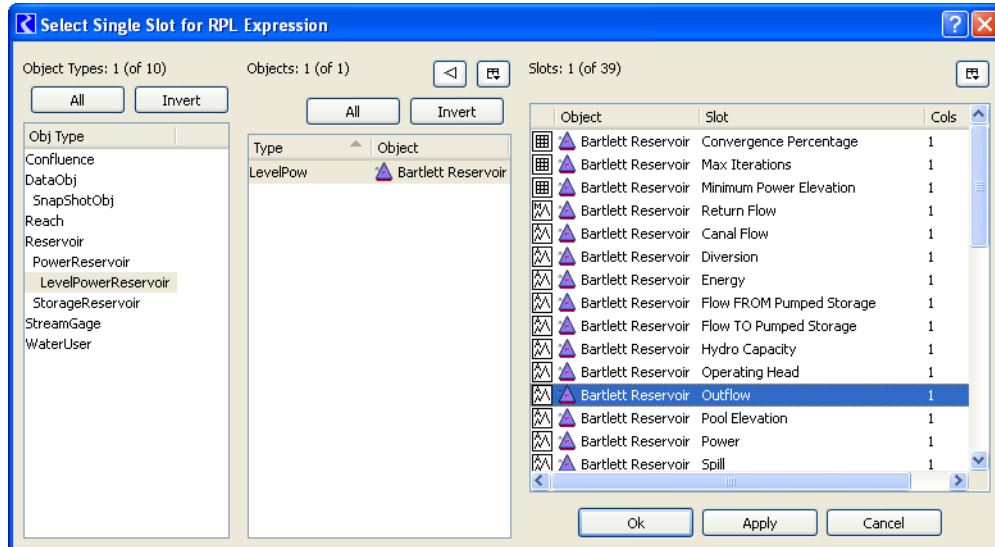 Select Single Slot for RPL Expression
Object Types: 1 (of 10)
All Invert
Obj Type
Confluence
DataObj
SnapShotObj
Reach
Reservoir
PowerReservoir
LevelPowerReservoir
StorageReservoir
StreamGage
WaterUser
Objects: 1 (of 1)
All Invert
Type Object
LevelPow Bartlett Reservoir
Slots: 1 (of 39)
Object Slot Cols
Bartlett Reservoir Convergence Percentage 1
Bartlett Reservoir Max Iterations 1
Bartlett Reservoir Minimum Power Elevation 1
Bartlett Reservoir Return Flow 1
Bartlett Reservoir Canal Flow 1
Bartlett Reservoir Diversion 1
Bartlett Reservoir Energy 1
Bartlett Reservoir Flow FROM Pumped Storage 1
Bartlett Reservoir Flow TO Pumped Storage 1
Bartlett Reservoir Hydro Capacity 1
Bartlett Reservoir Operating Head 1
Bartlett Reservoir Outflow 1
Bartlett Reservoir Pool Elevation 1
Bartlett Reservoir Power 1
Bartlett Reservoir Spill 1
Ok Apply Cancel